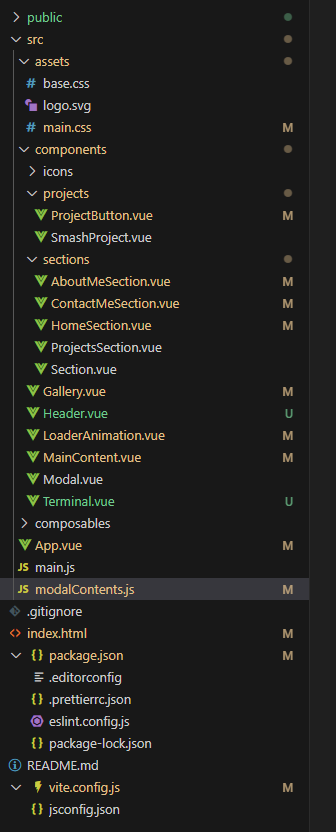 public
src
assets
base.css
logo.svg
main.css M
components
icons
projects
ProjectButton.vue M
SmashProject.vue
sections
AboutMeSection.vue M
ContactMeSection.vue M
HomeSection.vue M
ProjectsSection.vue
Section.vue
Gallery.vue M
Header.vue U
LoaderAnimation.vue M
MainContent.vue M
Modal.vue
Terminal.vue U
composables
App.vue M
JS main.js
JS modalContents.js M
.gitignore
index.html M
package.json M
.editorconfig
.prettierrc.json
eslint.config.js
package-lock.json
README.md
vite.config.js M
jsconfig.json